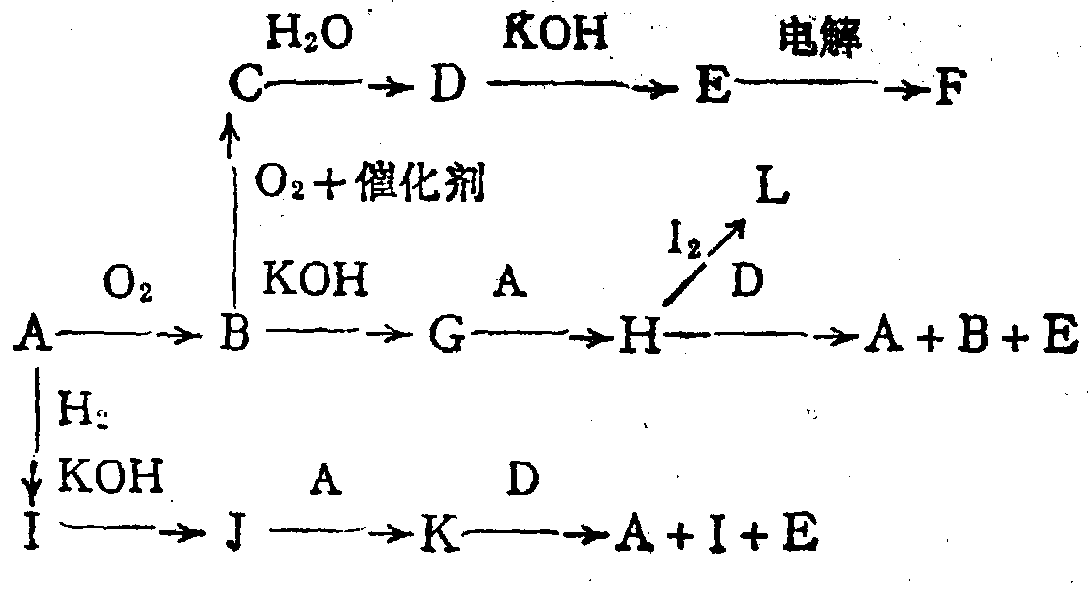 H₂O KOH 电解
C → D → E → F
O₂+催化剂 L
O₂ KOH A I₂ D
A → B → G → H → A + B + E
H₂
KOH A D
I → J → K → A + I + E